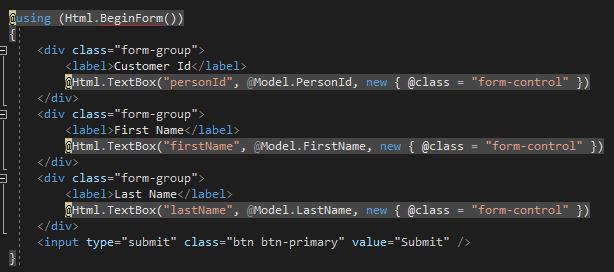 @using (Html.BeginForm())
{
<div class="form-group">
<label>Customer Id</label>
@Html.TextBox("personId", @Model.PersonId, new { @class = "form-control" })
</div>
<div class="form-group">
<label>First Name</label>
@Html.TextBox("firstName", @Model.FirstName, new { @class = "form-control" })
</div>
<div class="form-group">
<label>Last Name</label>
@Html.TextBox("lastName", @Model.LastName, new { @class = "form-control" })
</div>
<input type="submit" class="btn btn-primary" value="Submit" />
}